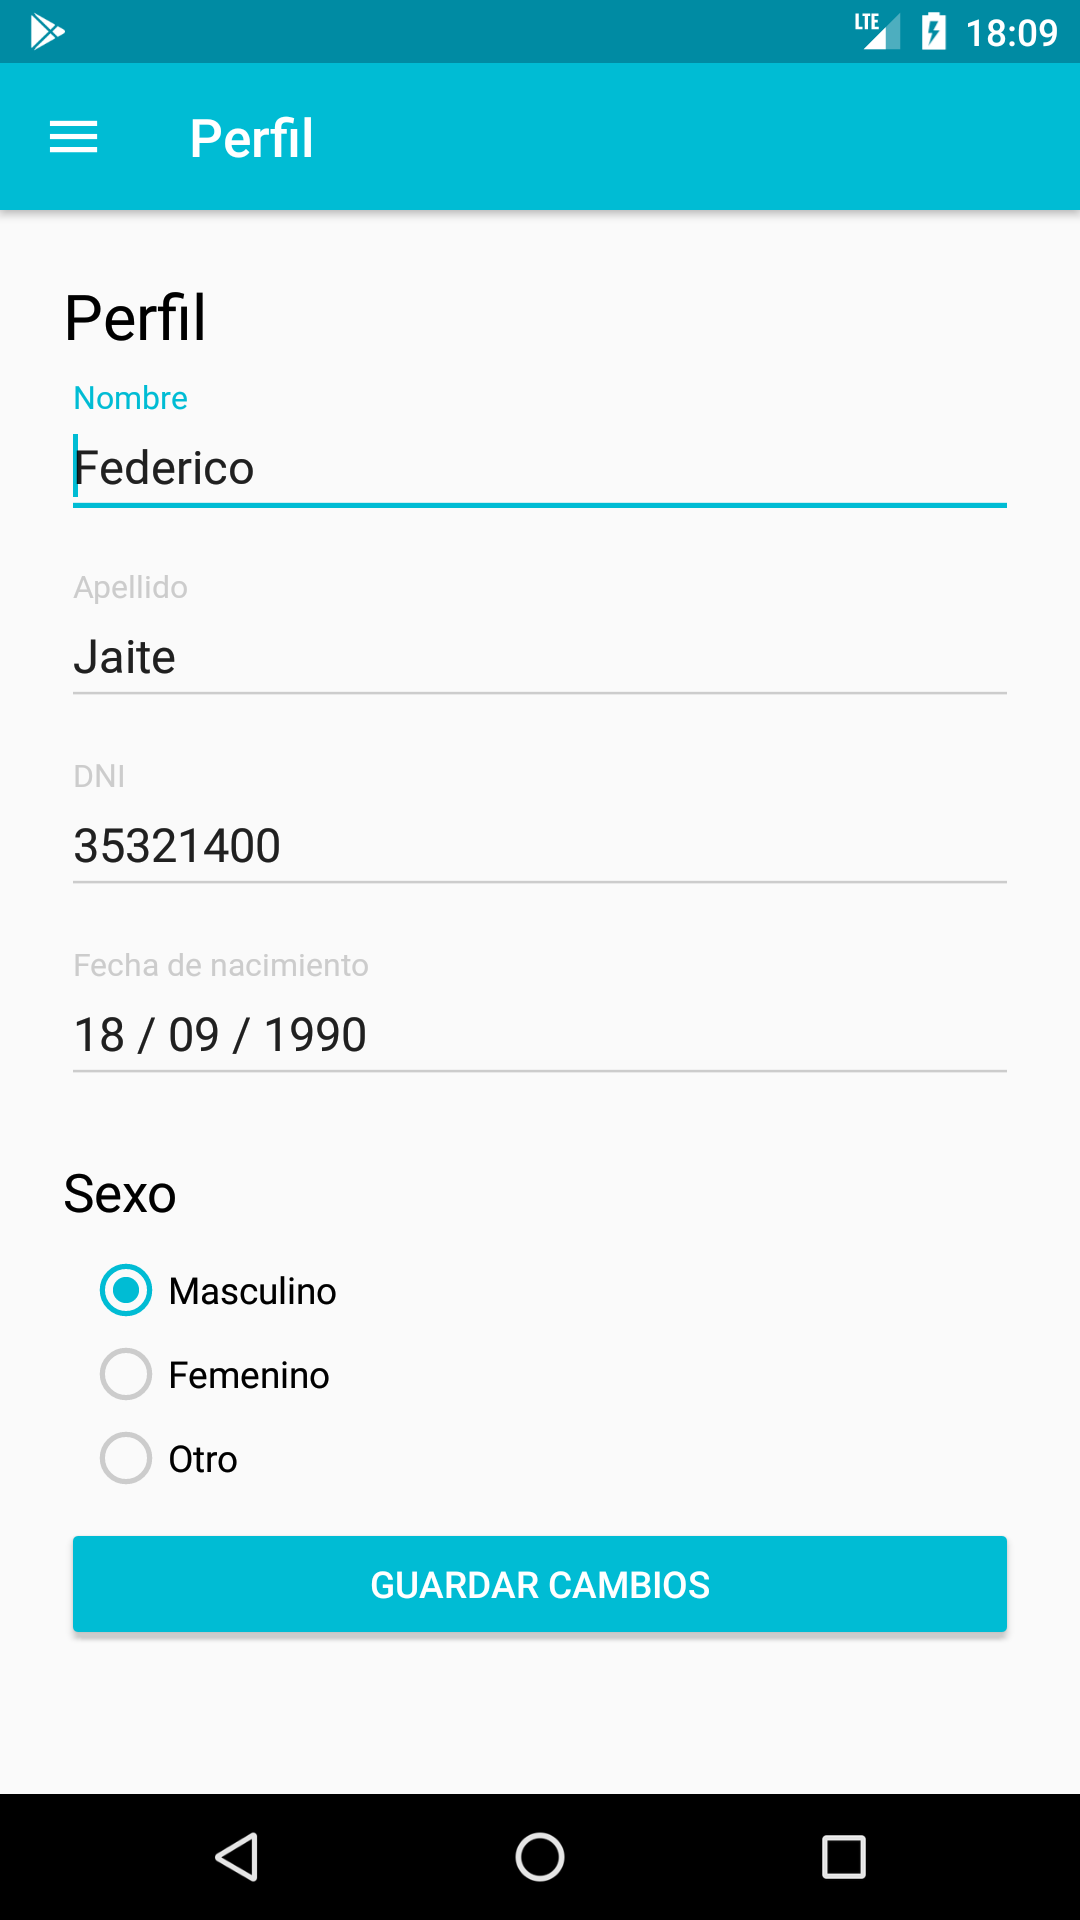 LTE 18:09
Perfil
Perfil
Nombre
Federico
Apellido
Jaite
DNI
35321400
Fecha de nacimiento
18 / 09 / 1990
Sexo
Masculino
Femenino
Otro
GUARDAR CAMBIOS